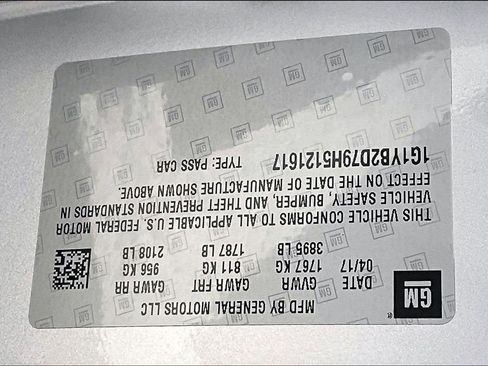 GM
MFD BY GENERAL MOTORS LLC
DATE GVWR GAWR FRT GAWR RR
04/17 1767 KG 811 KG 956 KG
3895 LB 1787 LB 2108 LB
THIS VEHICLE CONFORMS TO ALL APPLICABLE U.S. FEDERAL MOTOR
VEHICLE SAFETY, BUMPER, AND THEFT PREVENTION STANDARDS IN
EFFECT ON THE DATE OF MANUFACTURE SHOWN ABOVE.
1G1YB2D79H5121617 TYPE: PASS CAR